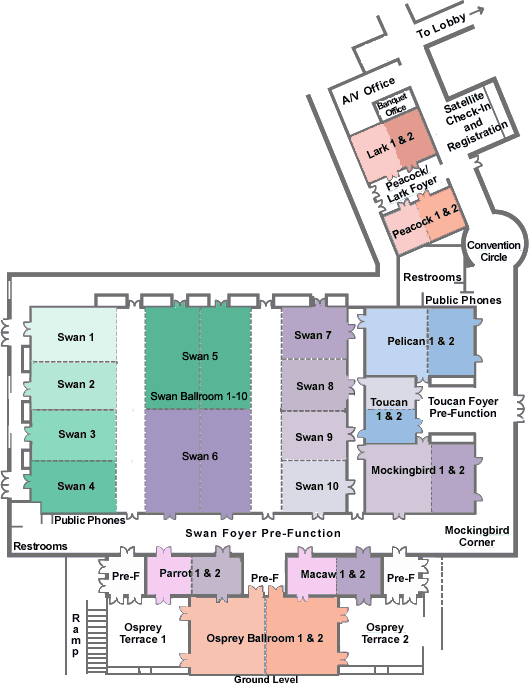 To Lobby
A/V Office
Banquet
Office
Satellite
Check-In
and
Registration
Lark 1 & 2
Peacock/
Lark Foyer
Peacock 1 & 2
Convention
Circle
Restrooms
Public Phones
Swan 1
Swan 2
Swan 3
Swan 4
Swan 5
Swan Ballroom 1-10
Swan 6
Swan 7
Swan 8
Swan 9
Swan 10
Pelican 1 & 2
Toucan
1 & 2
Toucan Foyer
Pre-Function
Mockingbird 1 & 2
Public Phones
Swan Foyer Pre-Function
Mockingbird
Corner
Restrooms
Pre-F
Parrot 1 & 2
Pre-F
Macaw 1 & 2
Pre-F
Ramp
Osprey
Terrace 1
Osprey Ballroom 1 & 2
Osprey
Terrace 2
Ground Level